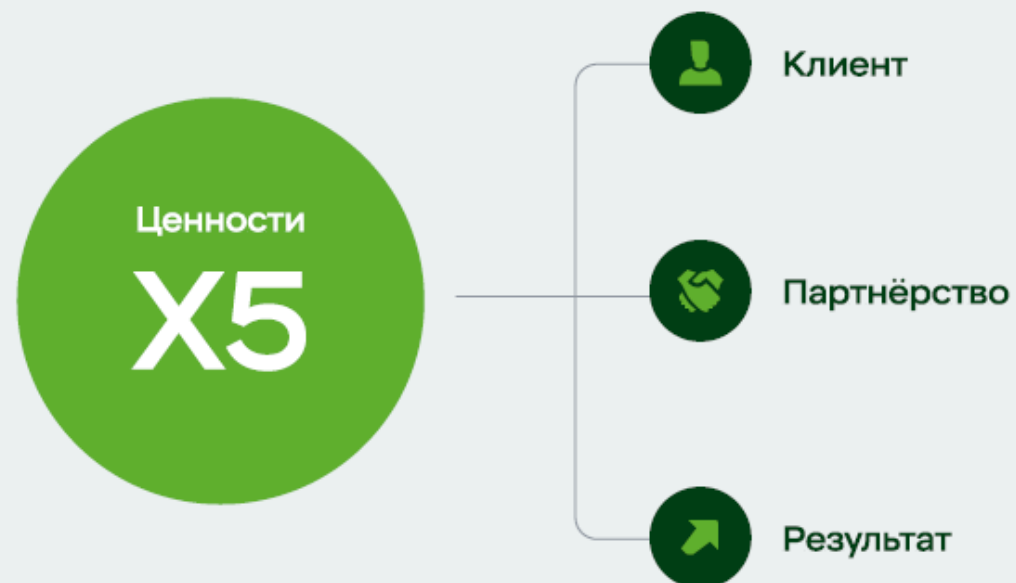 Ценности
X5
Клиент
Партнёрство
Результат